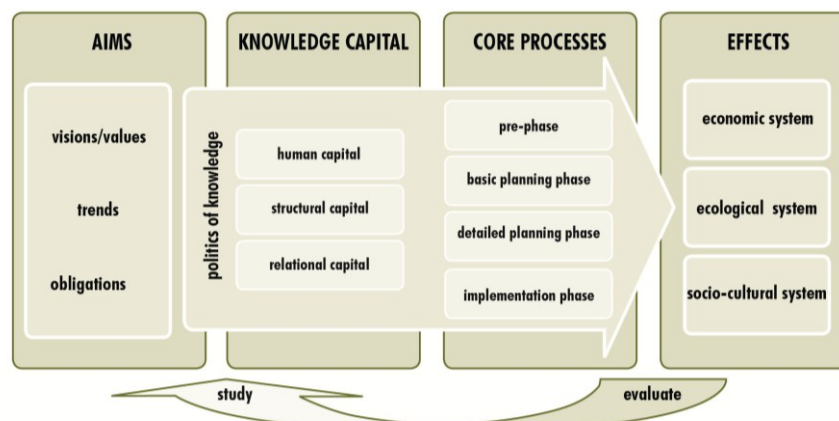 AIMS
KNOWLEDGE CAPITAL
CORE PROCESSES
EFFECTS
visions/values
trends
obligations
politics of knowledge
human capital
structural capital
relational capital
pre-phase
basic planning phase
detailed planning phase
implementation phase
economic system
ecological system
socio-cultural system
study
evaluate